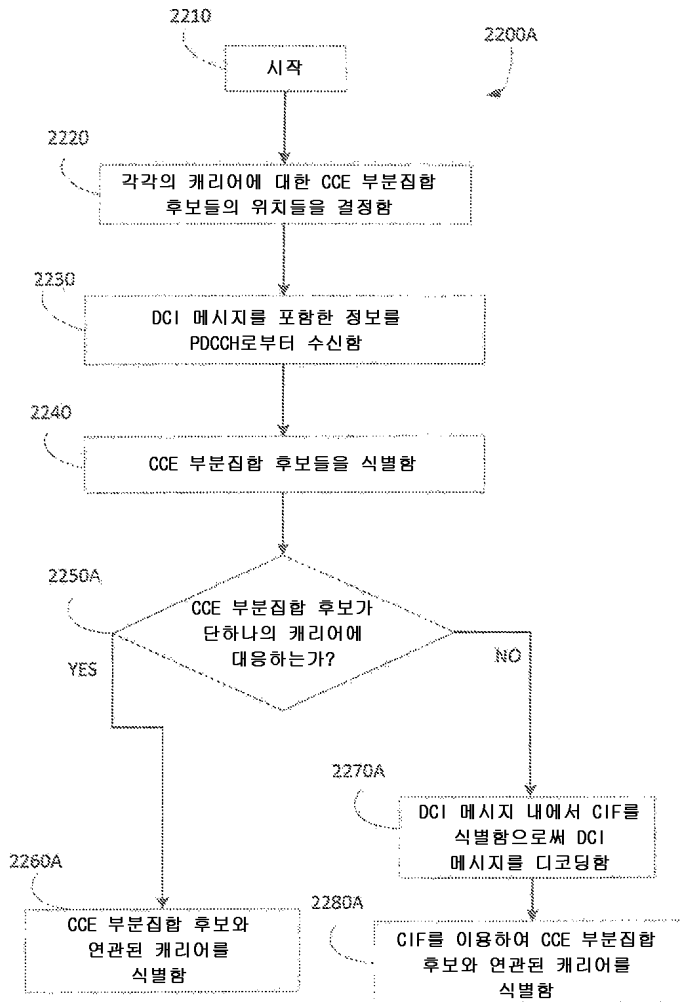 2210
2200A
시작
2220
각각의 캐리어에 대한 CCE 부분집합
후보들의 위치들을 결정함
2230
DCI 메시지를 포함한 정보를
PDCCH로부터 수신함
2240
CCE 부분집합 후보들을 식별함
2250A
CCE 부분집합 후보가
단하나의 캐리어에
대응하는가?
YES
NO
2270A
DCI 메시지 내에서 CIF를
식별함으로써 DCI
메시지를 디코딩함
2260A
CCE 부분집합 후보와
연관된 캐리어를
식별함
2280A
CIF를 이용하여 CCE 부분집합
후보와 연관된 캐리어를
식별함